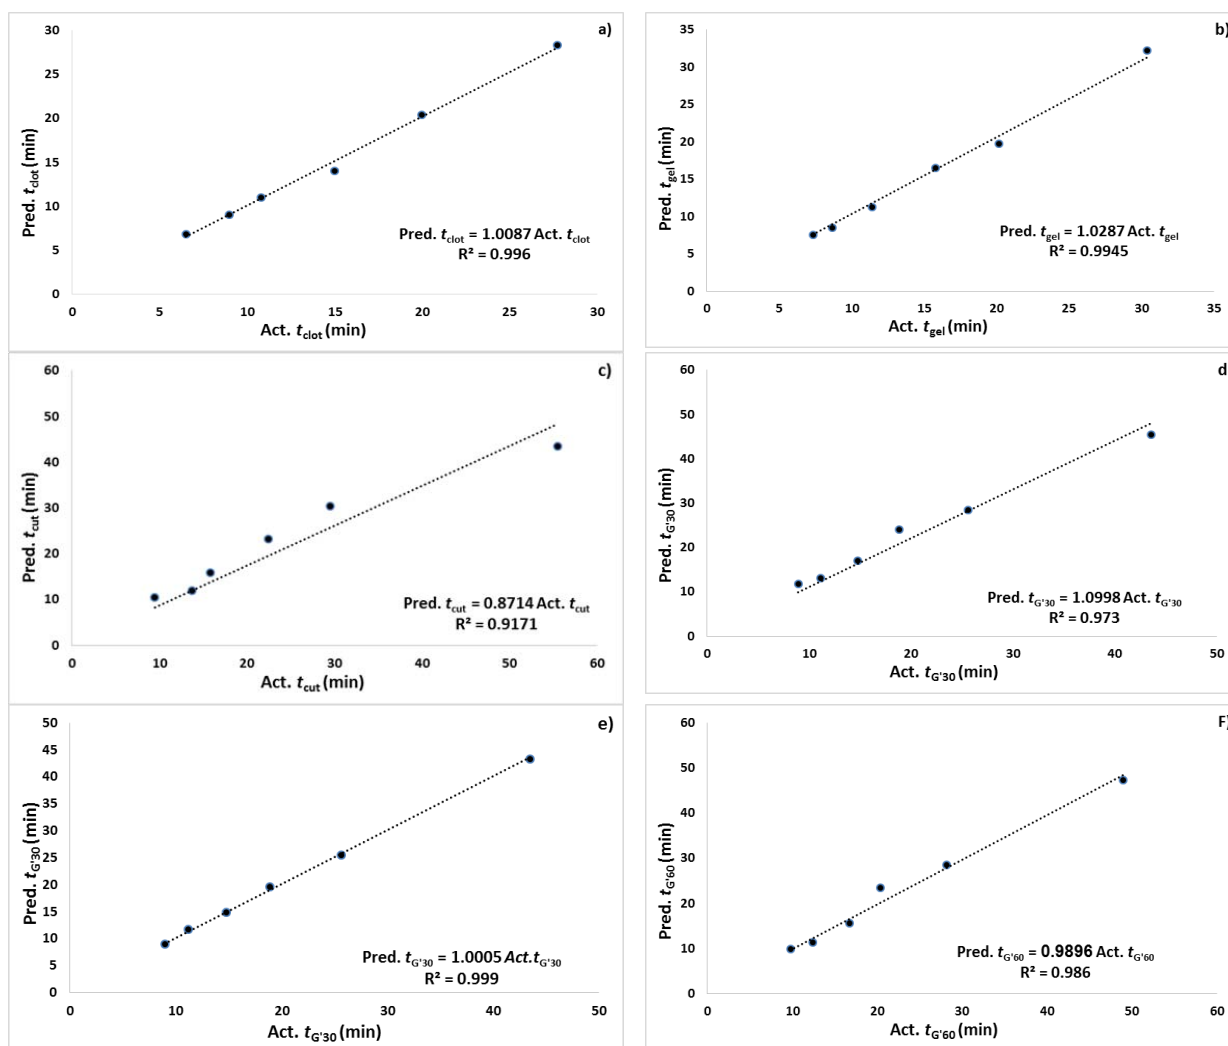 a)
30
25
20
15
10
5
0
Pred. tclot (min)
Pred. tclot = 1.0087 Act. tclot
R² = 0.996
0 5 10 15 20 25 30
Act. tclot (min)
b)
35
30
25
20
15
10
5
0
Pred. tgel (min)
Pred. tgel = 1.0287 Act. tgel
R² = 0.9945
0 5 10 15 20 25 30 35
Act. tgel (min)
c)
60
50
40
30
20
10
0
Pred. tcut (min)
Pred. tcut = 0.8714 Act. tcut
R² = 0.9171
0 10 20 30 40 50 60
Act. tcut (min)
d
60
50
40
30
20
10
0
Pred. tG'30 (min)
Pred. tG'30 = 1.0998 Act. tG'30
R² = 0.973
0 10 20 30 40 50
Act. tG'30 (min)
e)
50
45
40
35
30
25
20
15
10
5
0
Pred. tG'30 (min)
Pred. tG'30 = 1.0005 Act.tG'30
R² = 0.999
0 10 20 30 40 50
Act. tG'30 (min)
F)
60
50
40
30
20
10
0
Pred. tG'60 (min)
Pred. tG'60 = 0.9896 Act. tG'60
R² = 0.986
0 10 20 30 40 50 60
Act. tG'60 (min)